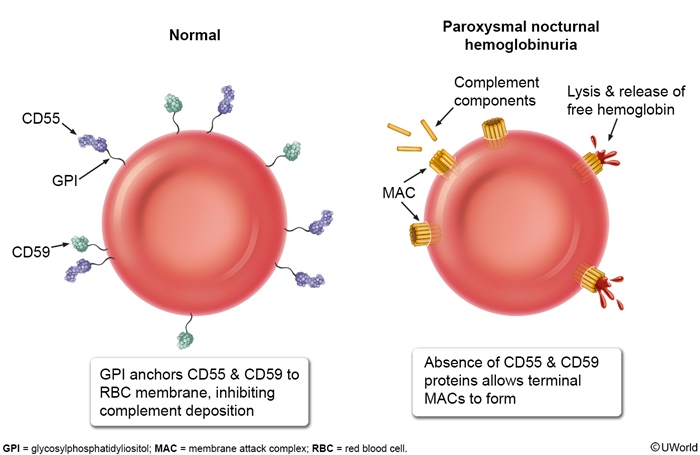 Normal
CD55
GPI
CD59
GPI anchors CD55 & CD59 to
RBC membrane, inhibiting
complement deposition
Paroxysmal nocturnal
hemoglobinuria
Complement
components
Lysis & release of
free hemoglobin
MAC
Absence of CD55 & CD59
proteins allows terminal
MACs to form
GPI = glycosylphosphatidyliositol; MAC = membrane attack complex; RBC = red blood cell.
©UWorld